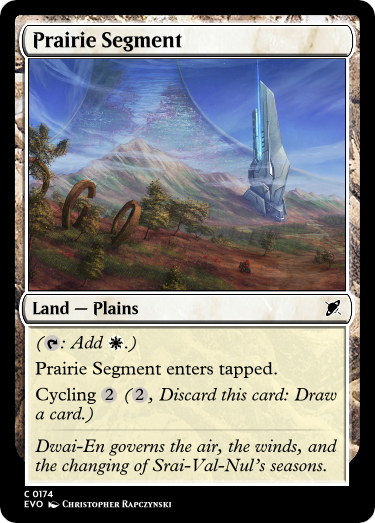 Prairie Segment
Land — Plains
(T: Add W.)
Prairie Segment enters tapped.
Cycling 2 (2, Discard this card: Draw
a card.)
Dwai-En governs the air, the winds, and
the changing of Srai-Val-Nul's seasons.
C 0174
EVO Christopher Rapczynski